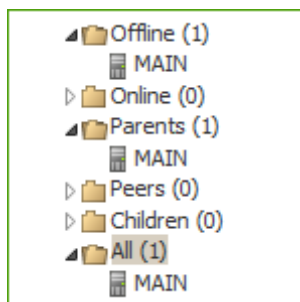 Offline (1)
MAIN
Online (0)
Parents (1)
MAIN
Peers (0)
Children (0)
All (1)
MAIN